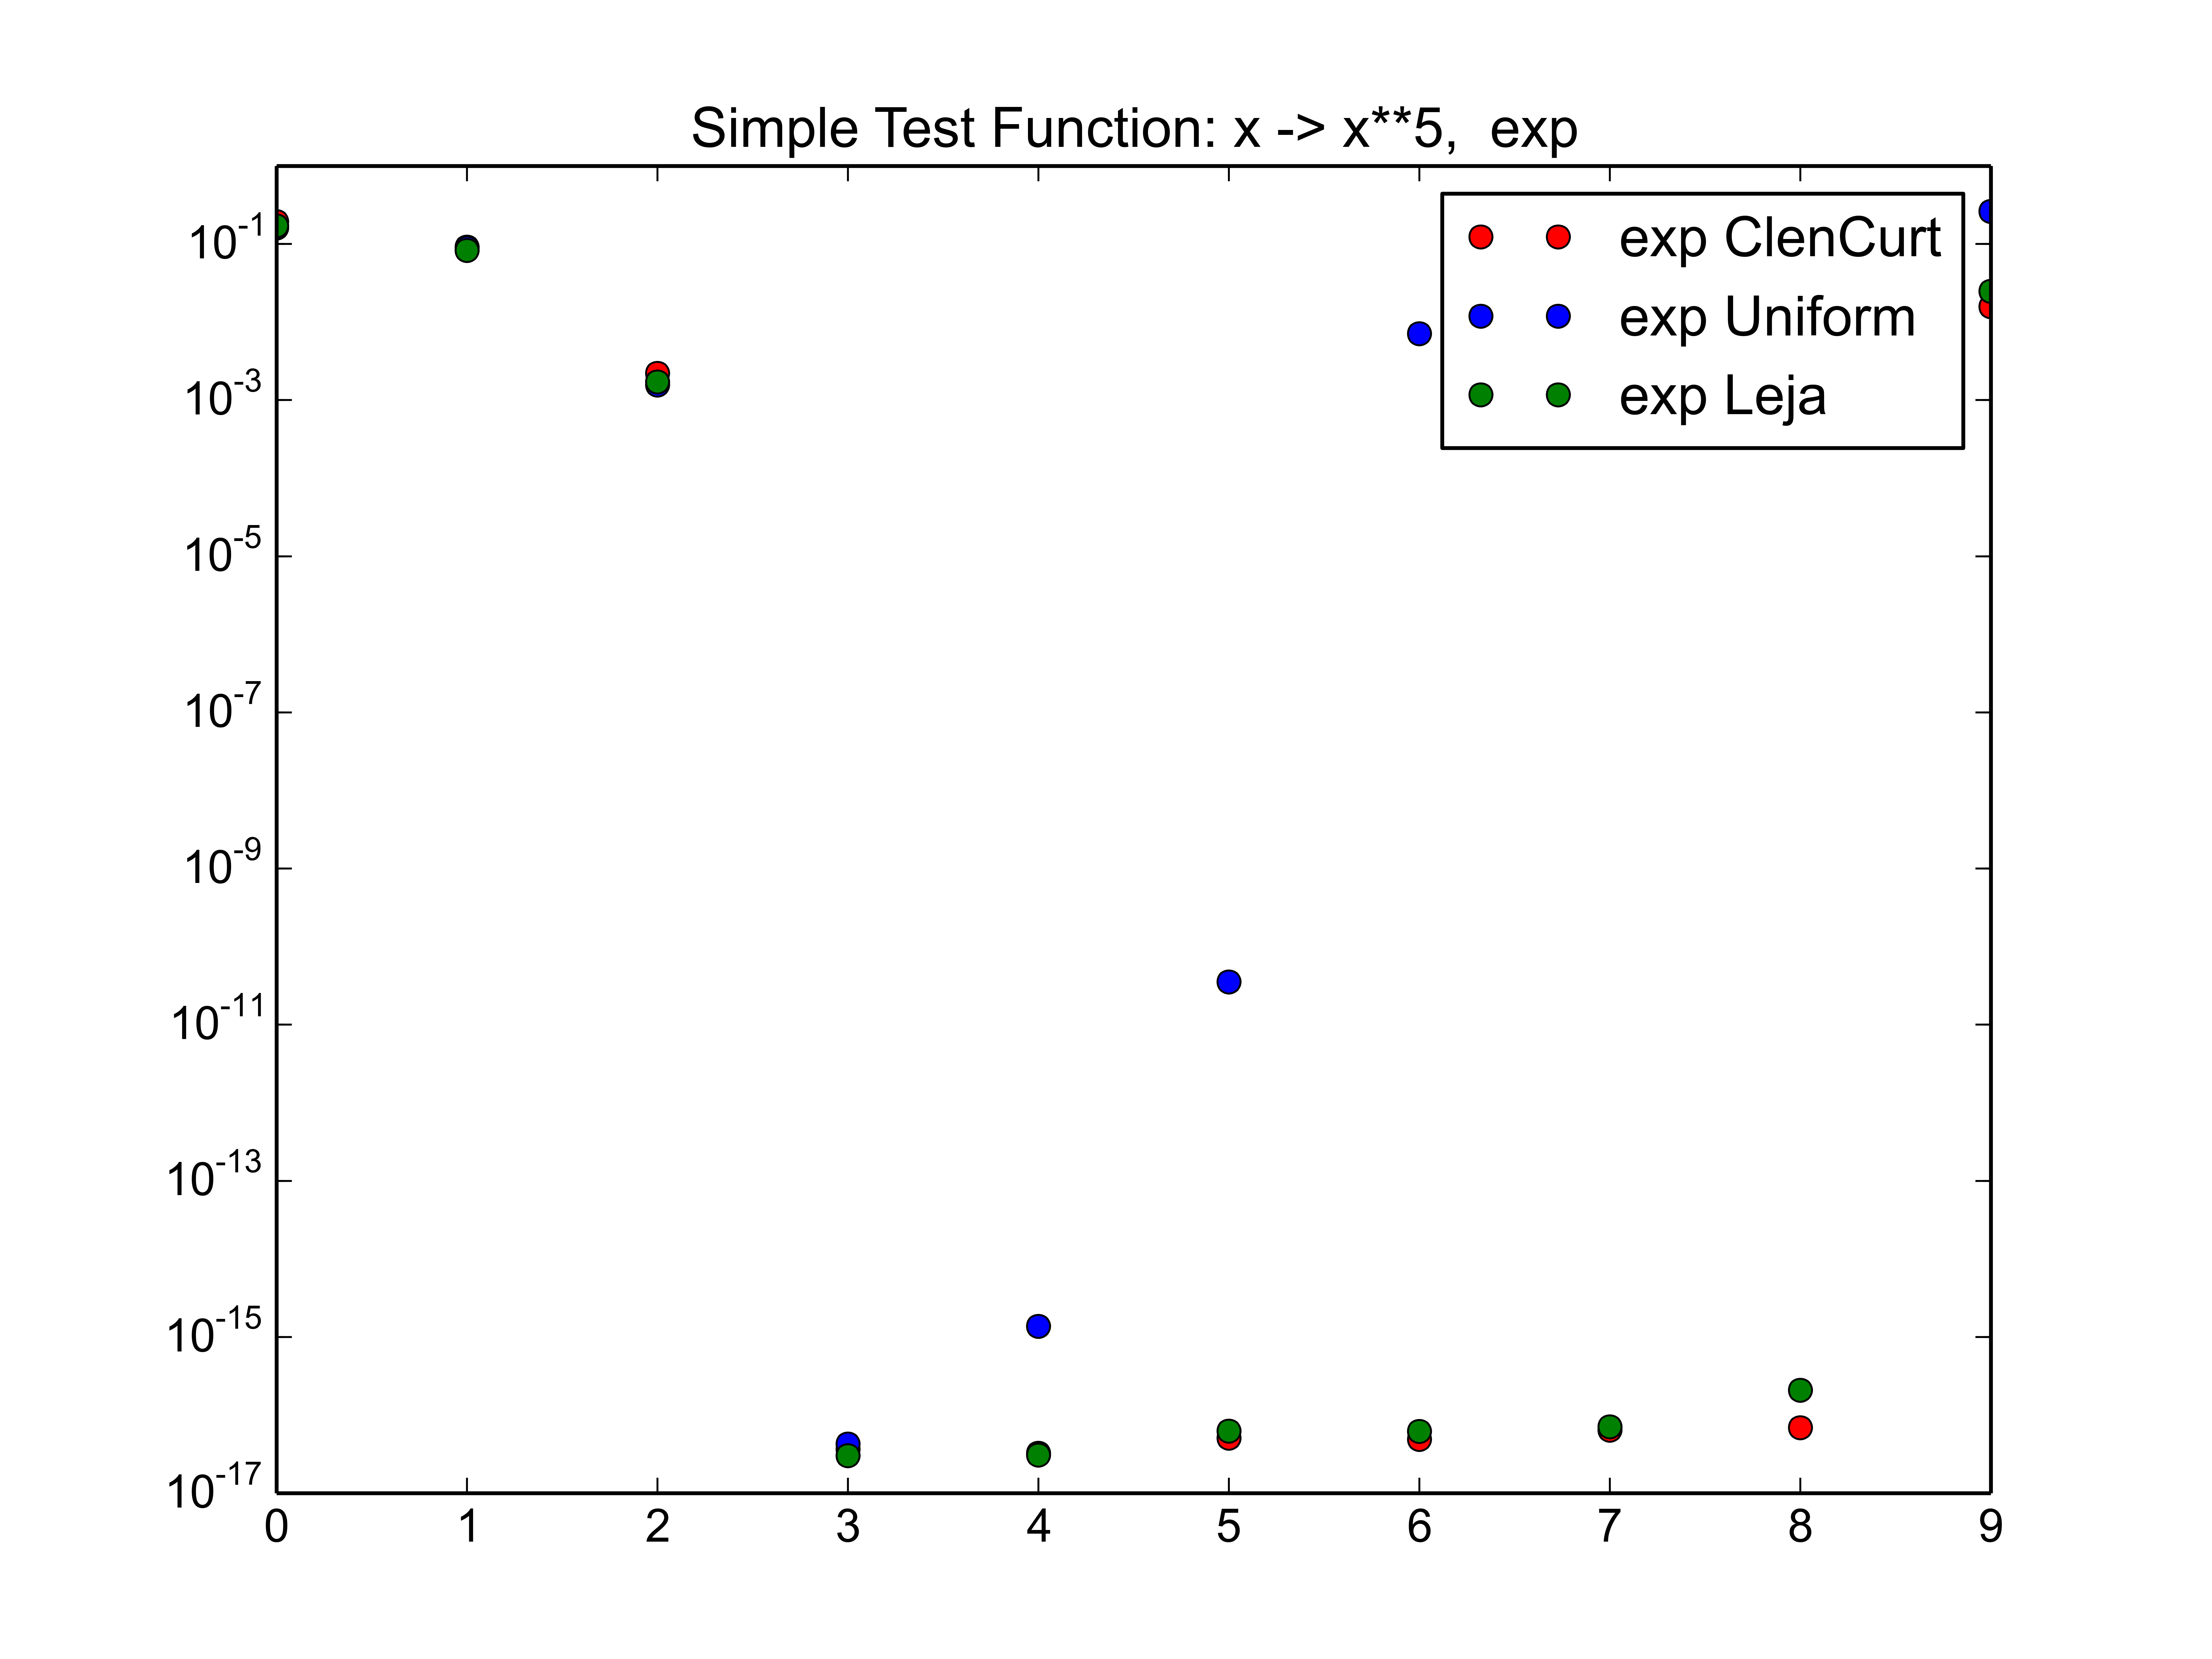 Simple Test Function: x -> x**5,  exp
exp ClenCurt
exp Uniform
exp Leja
10^-1
10^-3
10^-5
10^-7
10^-9
10^-11
10^-13
10^-15
10^-17
0 1 2 3 4 5 6 7 8 9